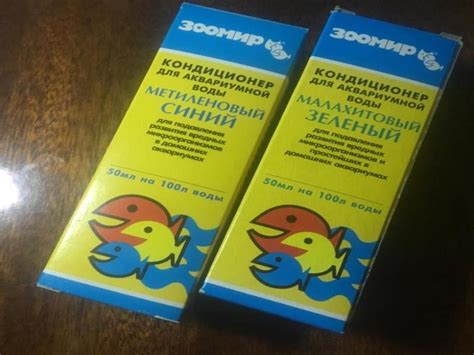 ЗООМИР
КОНДИЦИОНЕР
ДЛЯ АКВАРИУМНОЙ
ВОДЫ
МЕТИЛЕНОВЫЙ
СИНИЙ
для подавления
развития вредных
микроорганизмов
в домашних
аквариумах
50мл на 100л воды
ЗООМИР
КОНДИЦИОНЕР
ДЛЯ АКВАРИУМНОЙ
ВОДЫ
МАЛАХИТОВЫЙ
ЗЕЛЕНЫЙ
для подавления
развития вредных
микроорганизмов и
простейших в
домашних аквариумах
50мл на 100л воды